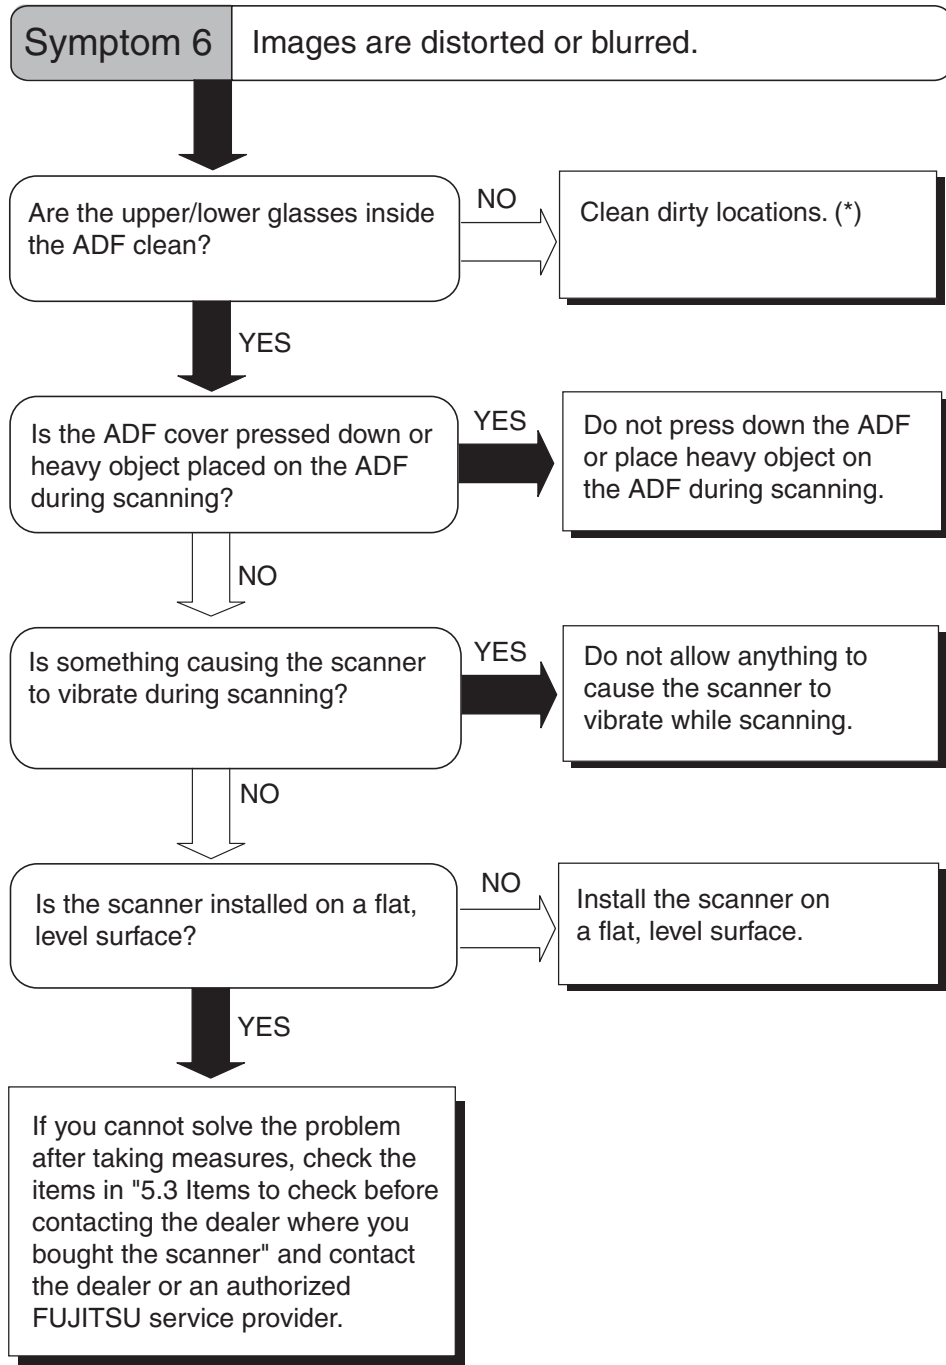 Symptom 6
Images are distorted or blurred.
Are the upper/lower glasses inside
the ADF clean?
NO
Clean dirty locations. (*)
YES
Is the ADF cover pressed down or
heavy object placed on the ADF
during scanning?
YES
Do not press down the ADF
or place heavy object on
the ADF during scanning.
NO
Is something causing the scanner
to vibrate during scanning?
YES
Do not allow anything to
cause the scanner to
vibrate while scanning.
NO
Is the scanner installed on a flat,
level surface?
NO
Install the scanner on
a flat, level surface.
YES
If you cannot solve the problem
after taking measures, check the
items in "5.3 Items to check before
contacting the dealer where you
bought the scanner" and contact
the dealer or an authorized
FUJITSU service provider.